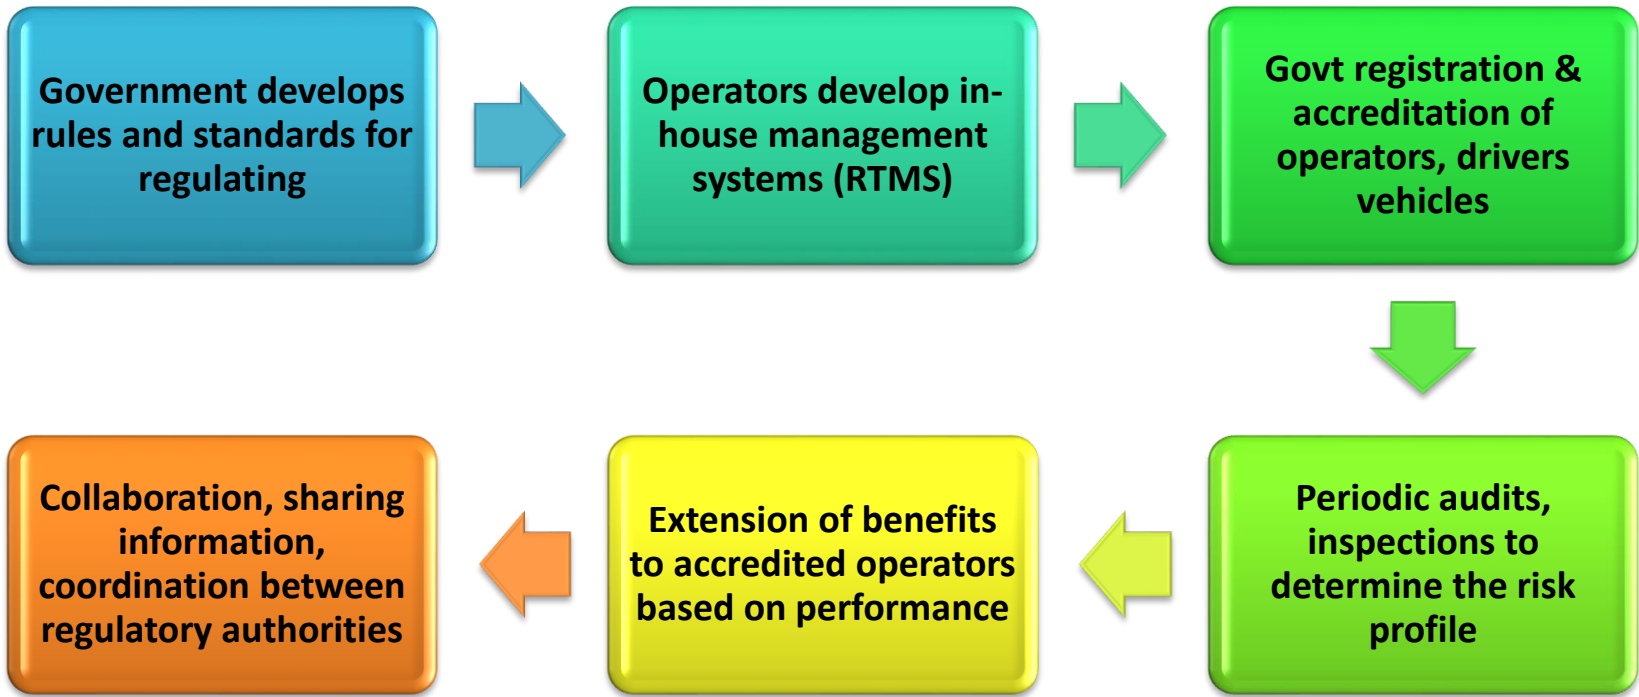 Government develops
rules and standards for
regulating
Operators develop in-
house management
systems (RTMS)
Govt registration &
accreditation of
operators, drivers
vehicles
Periodic audits,
inspections to
determine the risk
profile
Extension of benefits
to accredited operators
based on performance
Collaboration, sharing
information,
coordination between
regulatory authorities